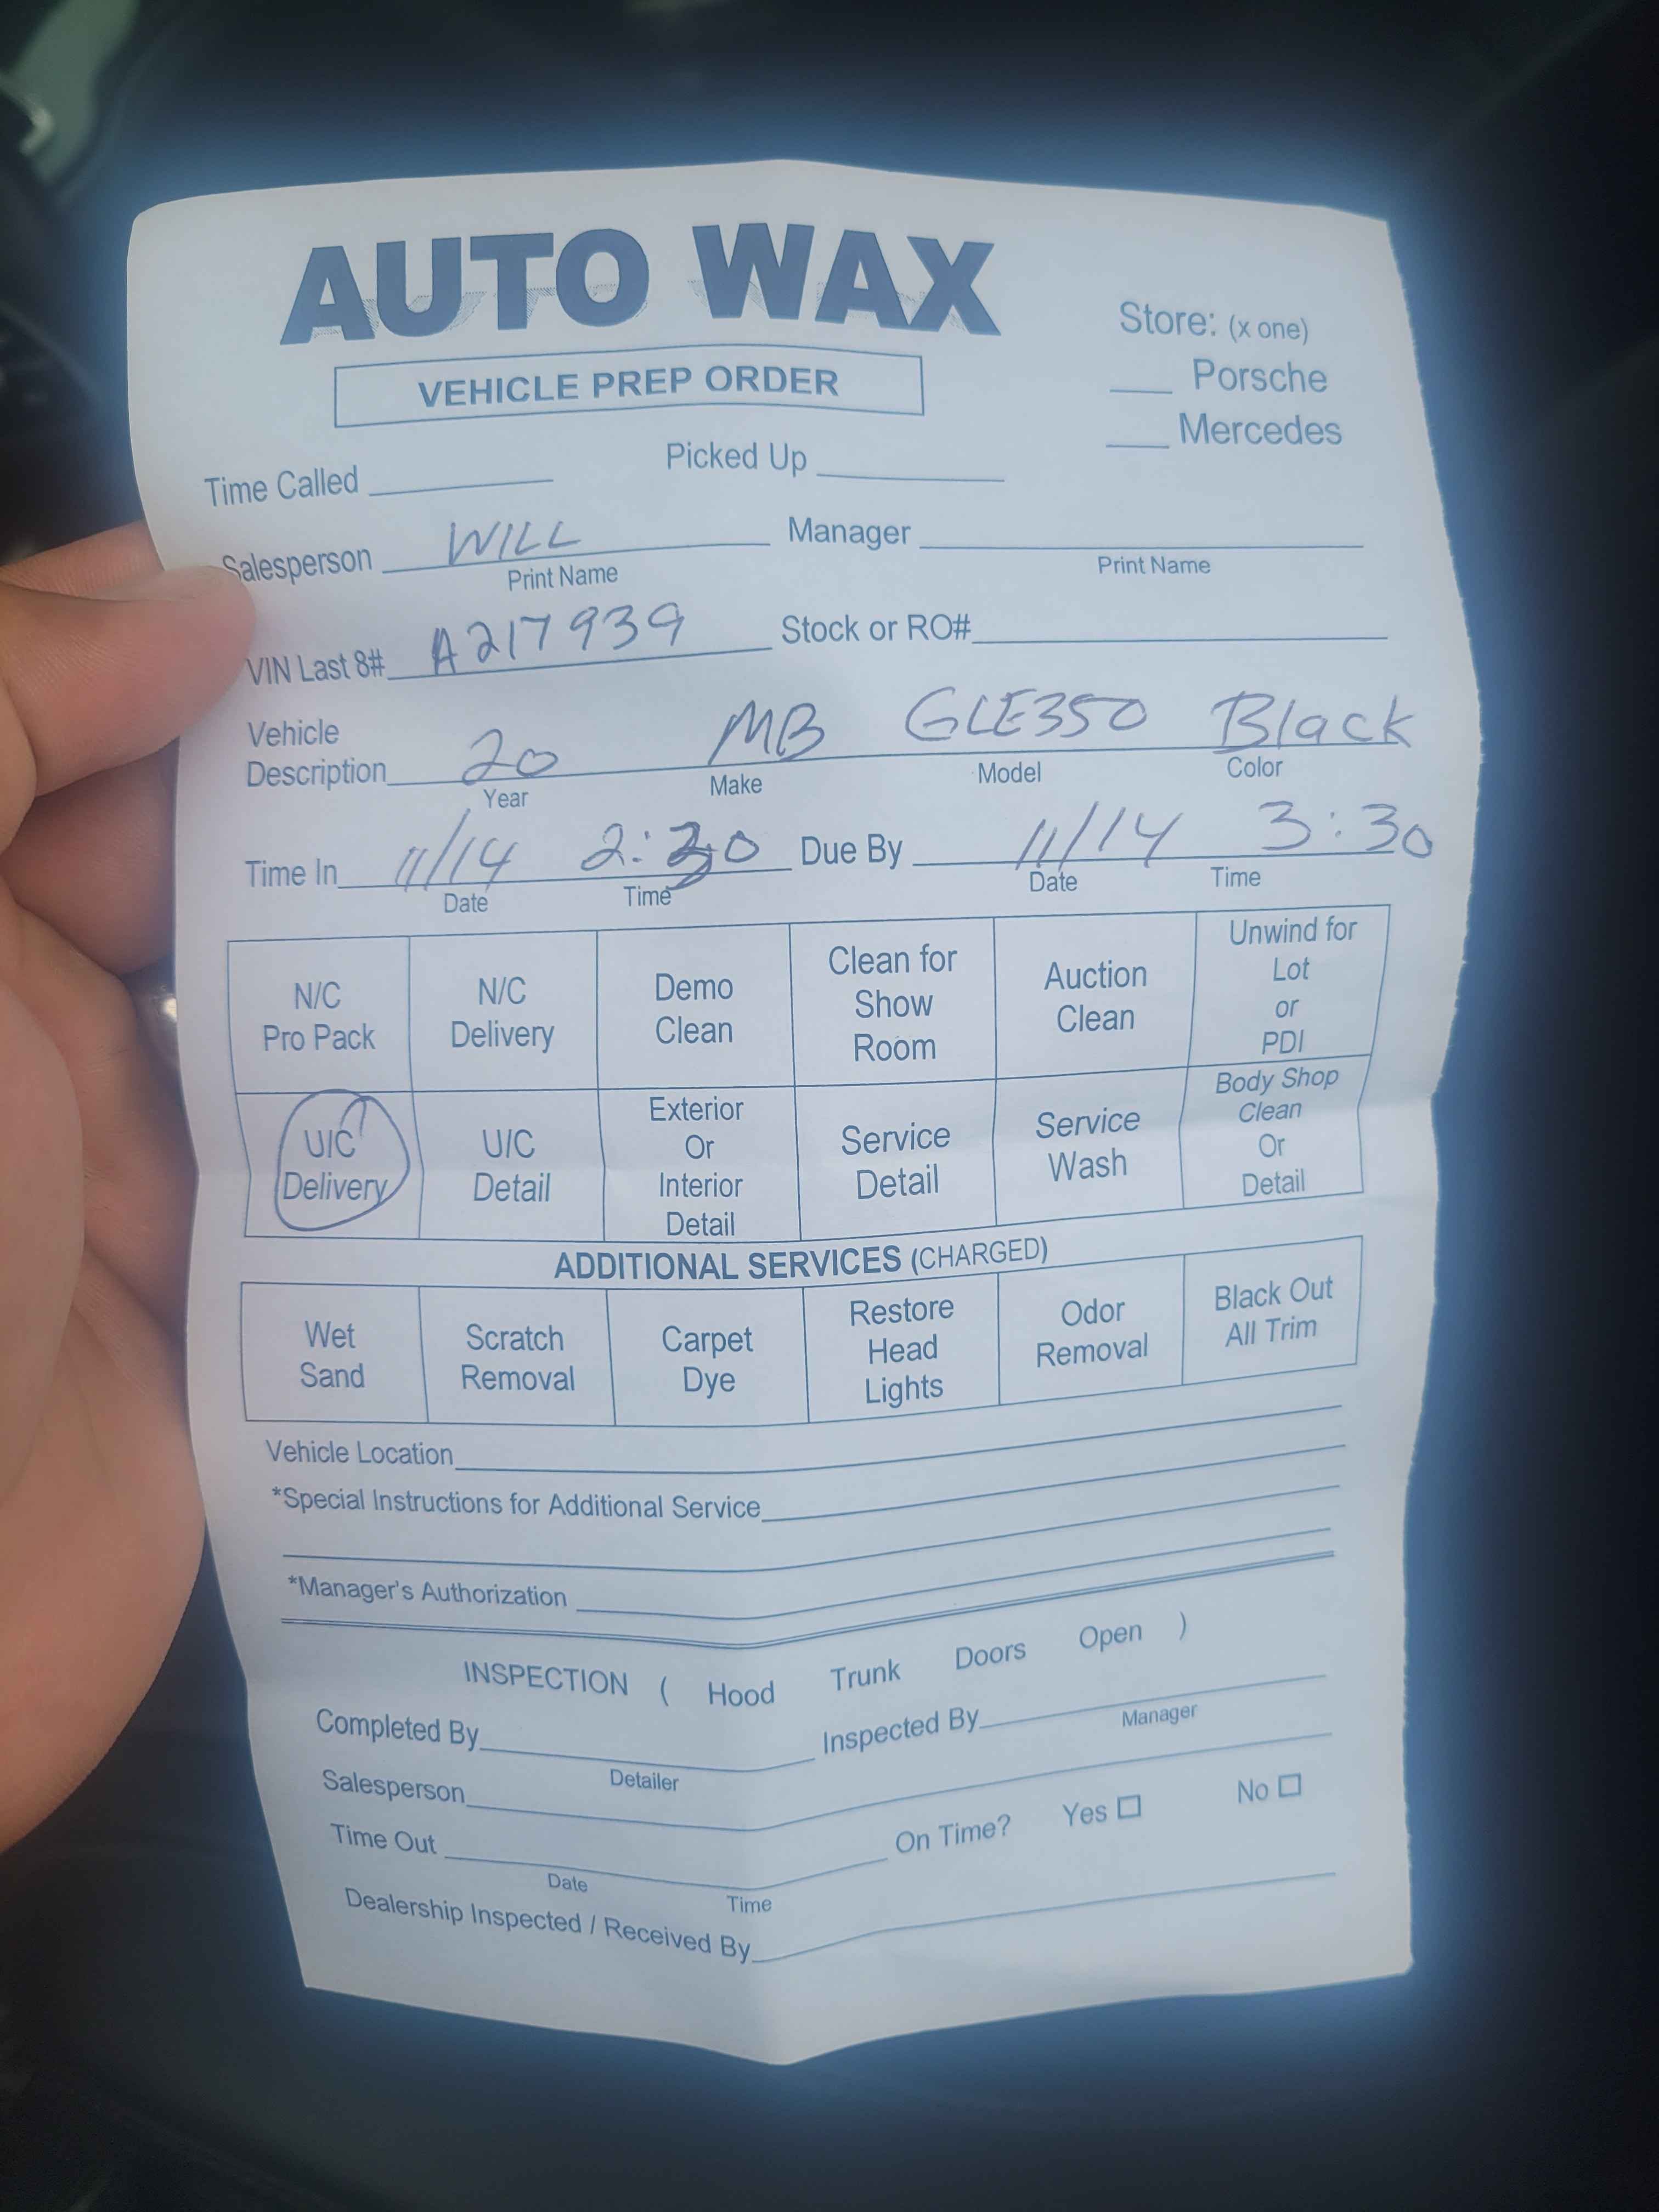 AUTO WAX
VEHICLE PREP ORDER
Store: (x one)
Porsche
Mercedes
Time Called Picked Up
Salesperson WILL Manager
Print Name Print Name
VIN Last 8# A217939 Stock or RO#
Vehicle Description 20 MB GLE350 Black
Year Make Model Color
Time In 11/14 2:30 Due By 11/14 3:30
Date Time Date Time
N/C Pro Pack
N/C Delivery
Demo Clean
Clean for Show Room
Auction Clean
Unwind for Lot or PDI
U/C Delivery
U/C Detail
Exterior Or Interior Detail
Service Detail
Service Wash
Body Shop Clean Or Detail
ADDITIONAL SERVICES (CHARGED)
Wet Sand
Scratch Removal
Carpet Dye
Restore Head Lights
Odor Removal
Black Out All Trim
Vehicle Location
*Special Instructions for Additional Service
*Manager's Authorization
INSPECTION ( Hood Trunk Doors Open )
Completed By Inspected By
Detailer Manager
Salesperson
Time Out On Time? Yes No
Date Time
Dealership Inspected / Received By